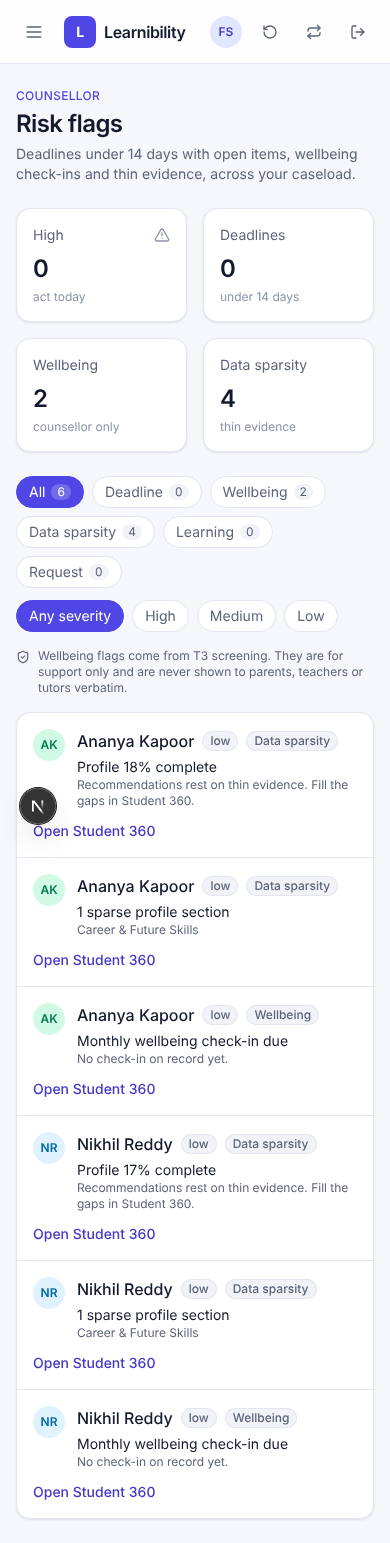 L Learnibility FS
COUNSELLOR
Risk flags
Deadlines under 14 days with open items, wellbeing
check-ins and thin evidence, across your caseload.
High
0
act today
Deadlines
0
under 14 days
Wellbeing
2
counsellor only
Data sparsity
4
thin evidence
All 6 Deadline 0 Wellbeing 2
Data sparsity 4 Learning 0
Request 0
Any severity High Medium Low
Wellbeing flags come from T3 screening. They are for
support only and are never shown to parents, teachers or
tutors verbatim.
AK Ananya Kapoor low Data sparsity
Profile 18% complete
Recommendations rest on thin evidence. Fill the
gaps in Student 360.
N
Open Student 360
AK Ananya Kapoor low Data sparsity
1 sparse profile section
Career & Future Skills
Open Student 360
AK Ananya Kapoor low Wellbeing
Monthly wellbeing check-in due
No check-in on record yet.
Open Student 360
NR Nikhil Reddy low Data sparsity
Profile 17% complete
Recommendations rest on thin evidence. Fill the
gaps in Student 360.
Open Student 360
NR Nikhil Reddy low Data sparsity
1 sparse profile section
Career & Future Skills
Open Student 360
NR Nikhil Reddy low Wellbeing
Monthly wellbeing check-in due
No check-in on record yet.
Open Student 360